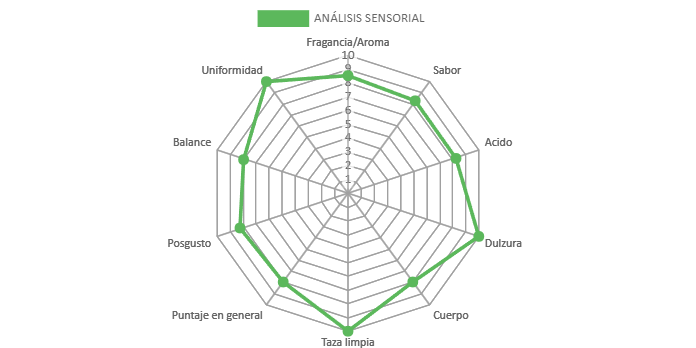 ANÁLISIS SENSORIAL
Fragancia/Aroma
10
9
8
7
6
5
4
3
2
1
Uniformidad
Sabor
Balance
Acido
Posgusto
Dulzura
Puntaje en general
Cuerpo
Taza limpia